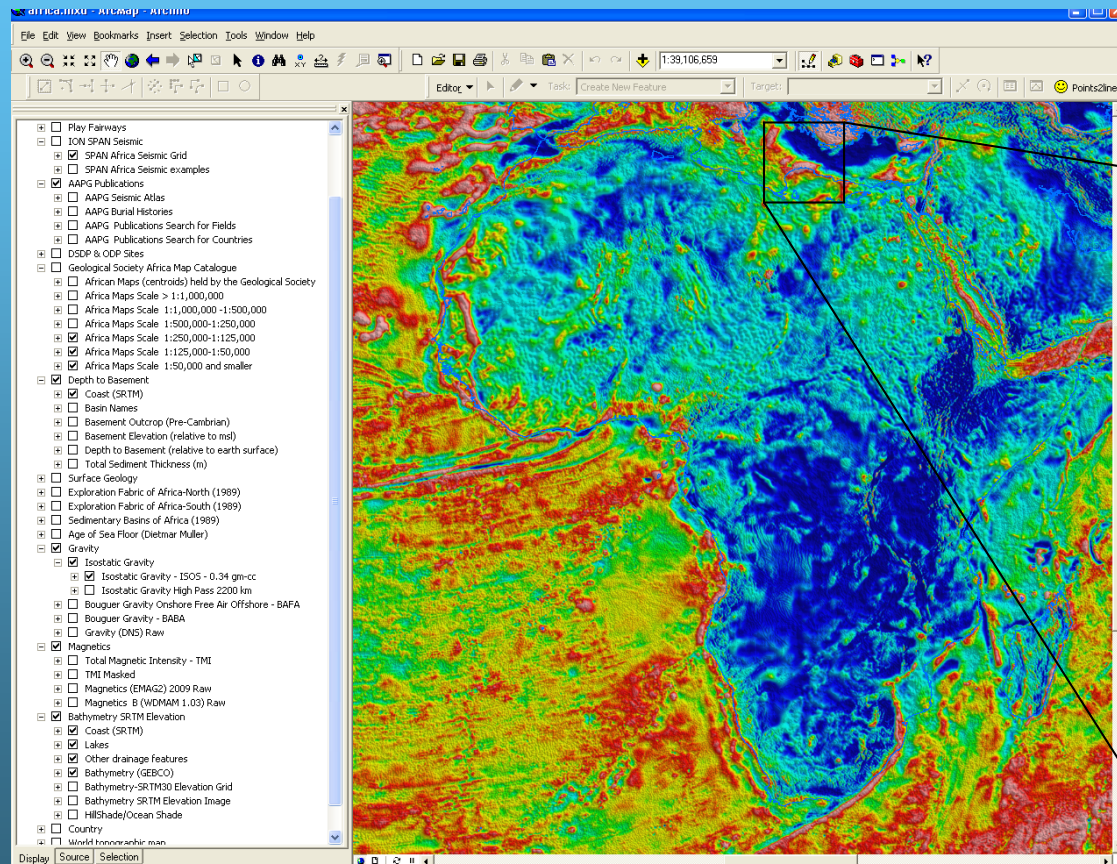 africa.mxd - ArcMap - ArcInfo
File Edit View Bookmarks Insert Selection Tools Window Help
1:39,106,659
Editor Task: Create New Feature Target: Points2line
Play Fairways
ION SPAN Seismic
SPAN Africa Seismic Grid
SPAN Africa Seismic examples
AAPG Publications
AAPG Seismic Atlas
AAPG Burial Histories
AAPG Publications Search for Fields
AAPG Publications Search for Countries
DSDP & ODP Sites
Geological Society Africa Map Catalogue
African Maps (centroids) held by the Geological Society
Africa Maps Scale > 1:1,000,000
Africa Maps Scale 1:1,000,000 -1:500,000
Africa Maps Scale 1:500,000-1:250,000
Africa Maps Scale 1:250,000-1:125,000
Africa Maps Scale 1:125,000-1:50,000
Africa Maps Scale 1:50,000 and smaller
Depth to Basement
Coast (SRTM)
Basin Names
Basement Outcrop (Pre-Cambrian)
Basement Elevation (relative to msl)
Depth to Basement (relative to earth surface)
Total Sediment Thickness (m)
Surface Geology
Exploration Fabric of Africa-North (1989)
Exploration Fabric of Africa-South (1989)
Sedimentary Basins of Africa (1989)
Age of Sea Floor (Dietmar Muller)
Gravity
Isostatic Gravity
Isostatic Gravity - ISOS - 0.34 gm-cc
Isostatic Gravity High Pass 2200 km
Bouguer Gravity Onshore Free Air Offshore - BAFA
Bouguer Gravity - BABA
Gravity (DNS) Raw
Magnetics
Total Magnetic Intensity - TMI
TMI Masked
Magnetics (EMAG2) 2009 Raw
Magnetics B (WDMAM 1.03) Raw
Bathymetry SRTM Elevation
Coast (SRTM)
Lakes
Other drainage features
Bathymetry (GEBCO)
Bathymetry-SRTM30 Elevation Grid
Bathymetry SRTM Elevation Image
HillShade/Ocean Shade
Country
World topographic map
Display Source Selection